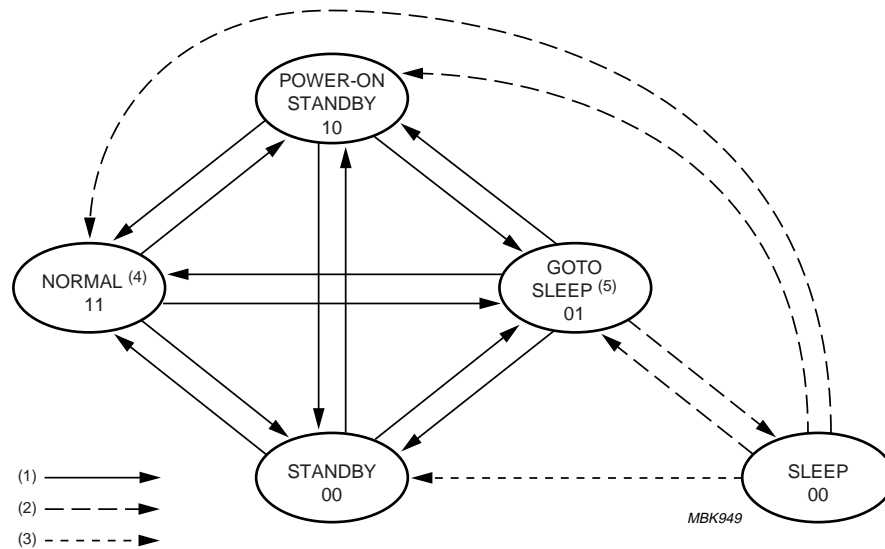 POWER-ON
STANDBY
10
NORMAL (4)
11
GOTO
SLEEP (5)
01
STANDBY
00
SLEEP
00
MBK949
(1)
(2)
(3)